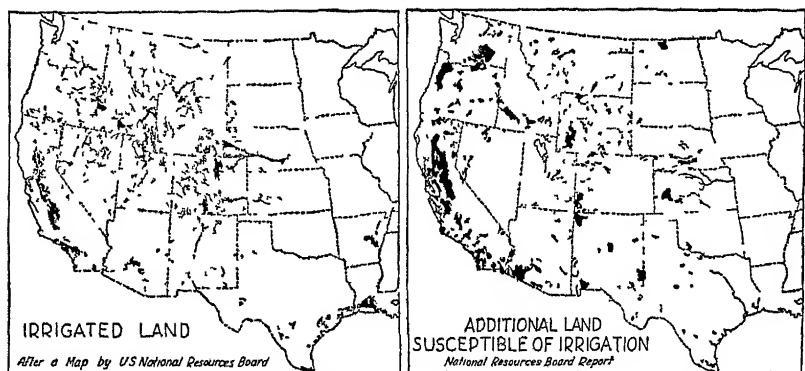 IRRIGATED LAND
After a Map by US National Resources Board
ADDITIONAL LAND
SUSCEPTIBLE OF IRRIGATION
National Resources Board Report